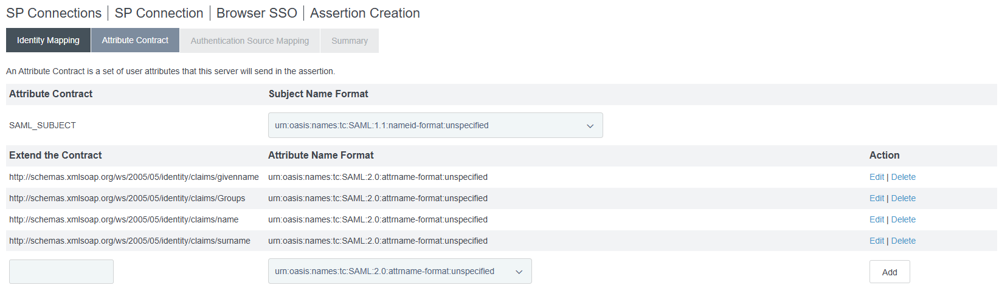 SP Connections | SP Connection | Browser SSO | Assertion Creation
Identity Mapping Attribute Contract Authentication Source Mapping Summary
An Attribute Contract is a set of user attributes that this server will send in the assertion.
Attribute Contract Subject Name Format
SAML_SUBJECT urn:oasis:names:tc:SAML:1.1:nameid-format:unspecified
Extend the Contract Attribute Name Format Action
http://schemas.xmlsoap.org/ws/2005/05/identity/claims/givenname urn:oasis:names:tc:SAML:2.0:attrname-format:unspecified Edit | Delete
http://schemas.xmlsoap.org/ws/2005/05/identity/claims/Groups urn:oasis:names:tc:SAML:2.0:attrname-format:unspecified Edit | Delete
http://schemas.xmlsoap.org/ws/2005/05/identity/claims/name urn:oasis:names:tc:SAML:2.0:attrname-format:unspecified Edit | Delete
http://schemas.xmlsoap.org/ws/2005/05/identity/claims/surname urn:oasis:names:tc:SAML:2.0:attrname-format:unspecified Edit | Delete
urn:oasis:names:tc:SAML:2.0:attrname-format:unspecified Add